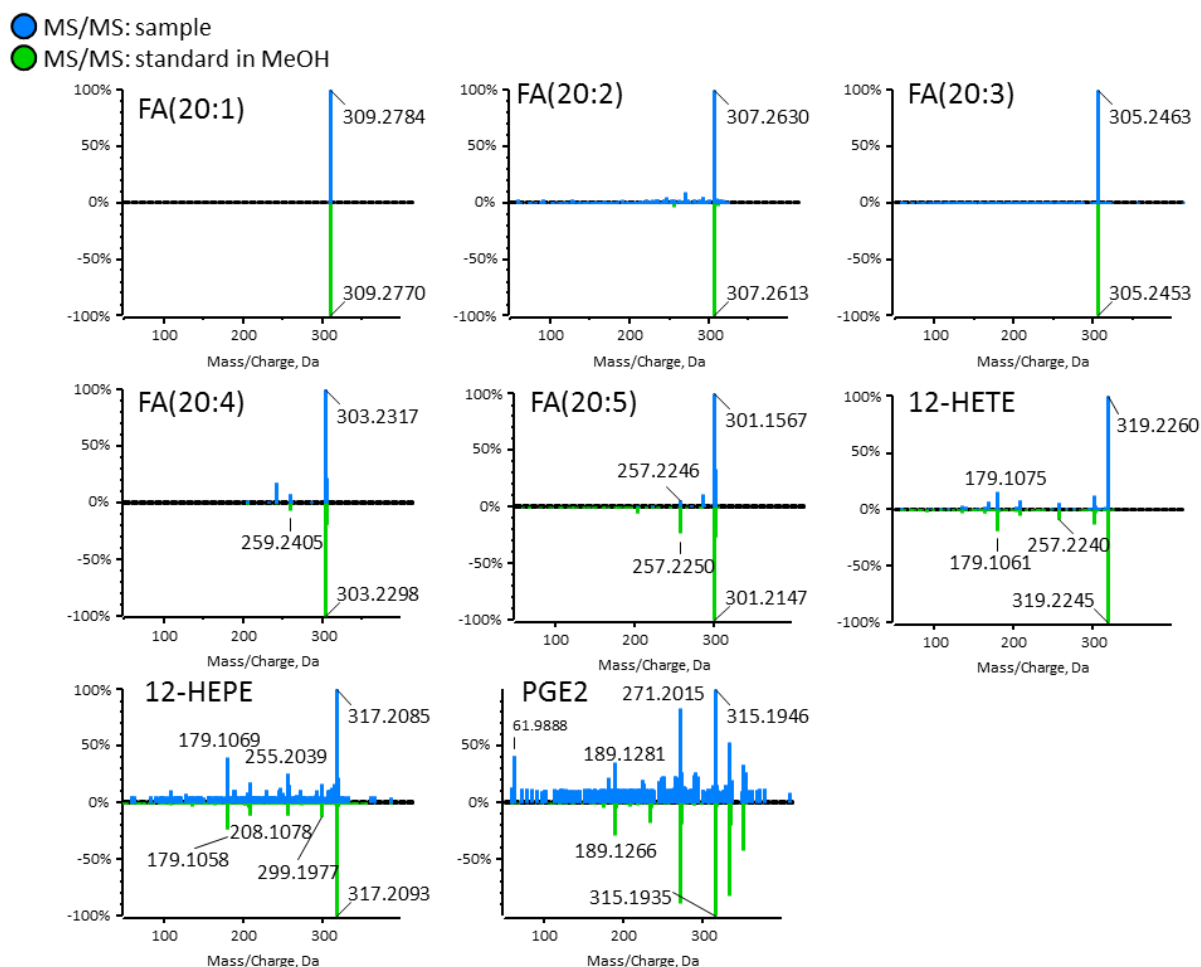 MS/MS: sample
MS/MS: standard in MeOH
FA(20:1)
100%
50%
0%
-50%
-100%
309.2784
309.2770
100 200 300
Mass/Charge, Da
FA(20:2)
100%
50%
0%
-50%
-100%
307.2630
307.2613
100 200 300
Mass/Charge, Da
FA(20:3)
100%
50%
0%
-50%
-100%
305.2463
305.2453
100 200 300
Mass/Charge, Da
FA(20:4)
100%
50%
0%
-50%
-100%
303.2317
259.2405
303.2298
100 200 300
Mass/Charge, Da
FA(20:5)
100%
50%
0%
-50%
-100%
301.1567
257.2246
257.2250
301.2147
100 200 300
Mass/Charge, Da
12-HETE
100%
50%
0%
-50%
-100%
319.2260
179.1075
179.1061
257.2240
319.2245
100 200 300
Mass/Charge, Da
12-HEPE
100%
50%
0%
-50%
-100%
317.2085
179.1069
255.2039
208.1078
179.1058
299.1977
317.2093
100 200 300
Mass/Charge, Da
PGE2
100%
50%
0%
-50%
-100%
271.2015
315.1946
61.9888
189.1281
189.1266
315.1935
100 200 300
Mass/Charge, Da